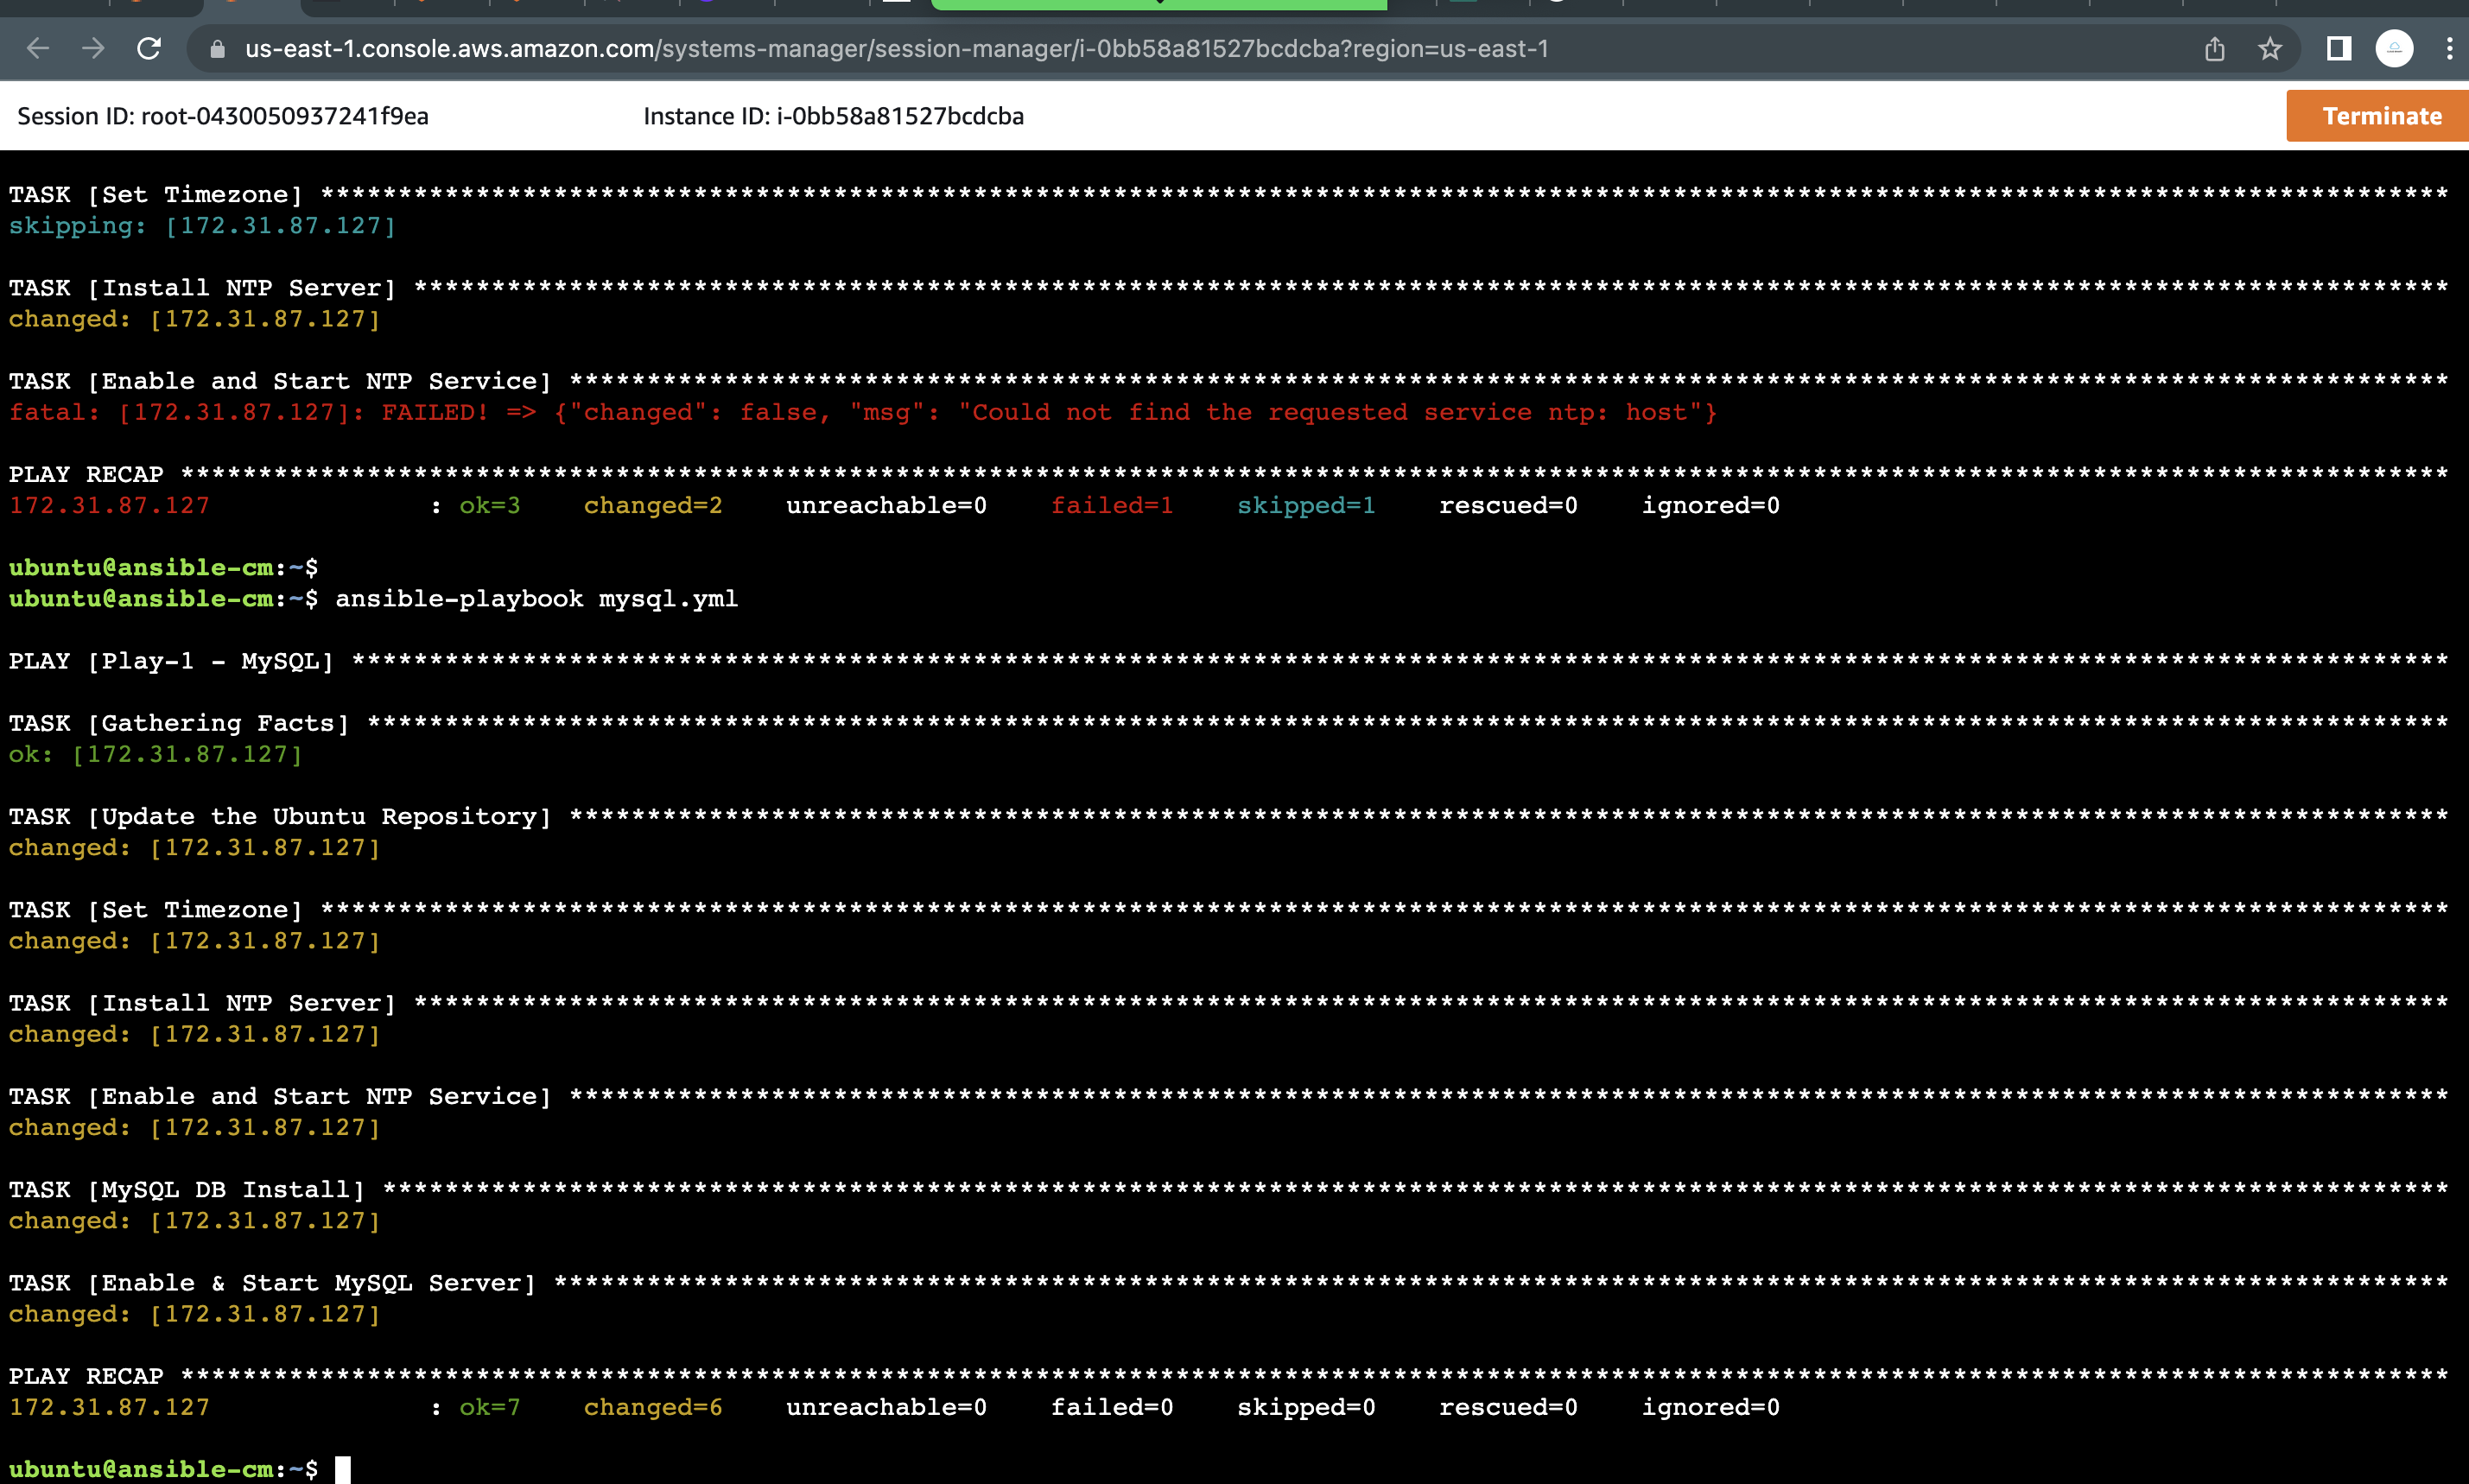 us-east-1.console.aws.amazon.com/systems-manager/session-manager/i-0bb58a81527bcdcba?region=us-east-1
Session ID: root-0430050937241f9ea Instance ID: i-0bb58a81527bcdcba Terminate
TASK [Set Timezone] ****************************************************************************************************************************************
skipping: [172.31.87.127]
TASK [Install NTP Server] **********************************************************************************************************************************
changed: [172.31.87.127]
TASK [Enable and Start NTP Service] ************************************************************************************************************************
fatal: [172.31.87.127]: FAILED! => {"changed": false, "msg": "Could not find the requested service ntp: host"}
PLAY RECAP *************************************************************************************************************************************************
172.31.87.127 : ok=3 changed=2 unreachable=0 failed=1 skipped=1 rescued=0 ignored=0
ubuntu@ansible-cm:~$
ubuntu@ansible-cm:~$ ansible-playbook mysql.yml
PLAY [Play-1 - MySQL] **************************************************************************************************************************************
TASK [Gathering Facts] *************************************************************************************************************************************
ok: [172.31.87.127]
TASK [Update the Ubuntu Repository] ************************************************************************************************************************
changed: [172.31.87.127]
TASK [Set Timezone] ****************************************************************************************************************************************
changed: [172.31.87.127]
TASK [Install NTP Server] **********************************************************************************************************************************
changed: [172.31.87.127]
TASK [Enable and Start NTP Service] ************************************************************************************************************************
changed: [172.31.87.127]
TASK [MySQL DB Install] ************************************************************************************************************************************
changed: [172.31.87.127]
TASK [Enable & Start MySQL Server] *************************************************************************************************************************
changed: [172.31.87.127]
PLAY RECAP *************************************************************************************************************************************************
172.31.87.127 : ok=7 changed=6 unreachable=0 failed=0 skipped=0 rescued=0 ignored=0
ubuntu@ansible-cm:~$